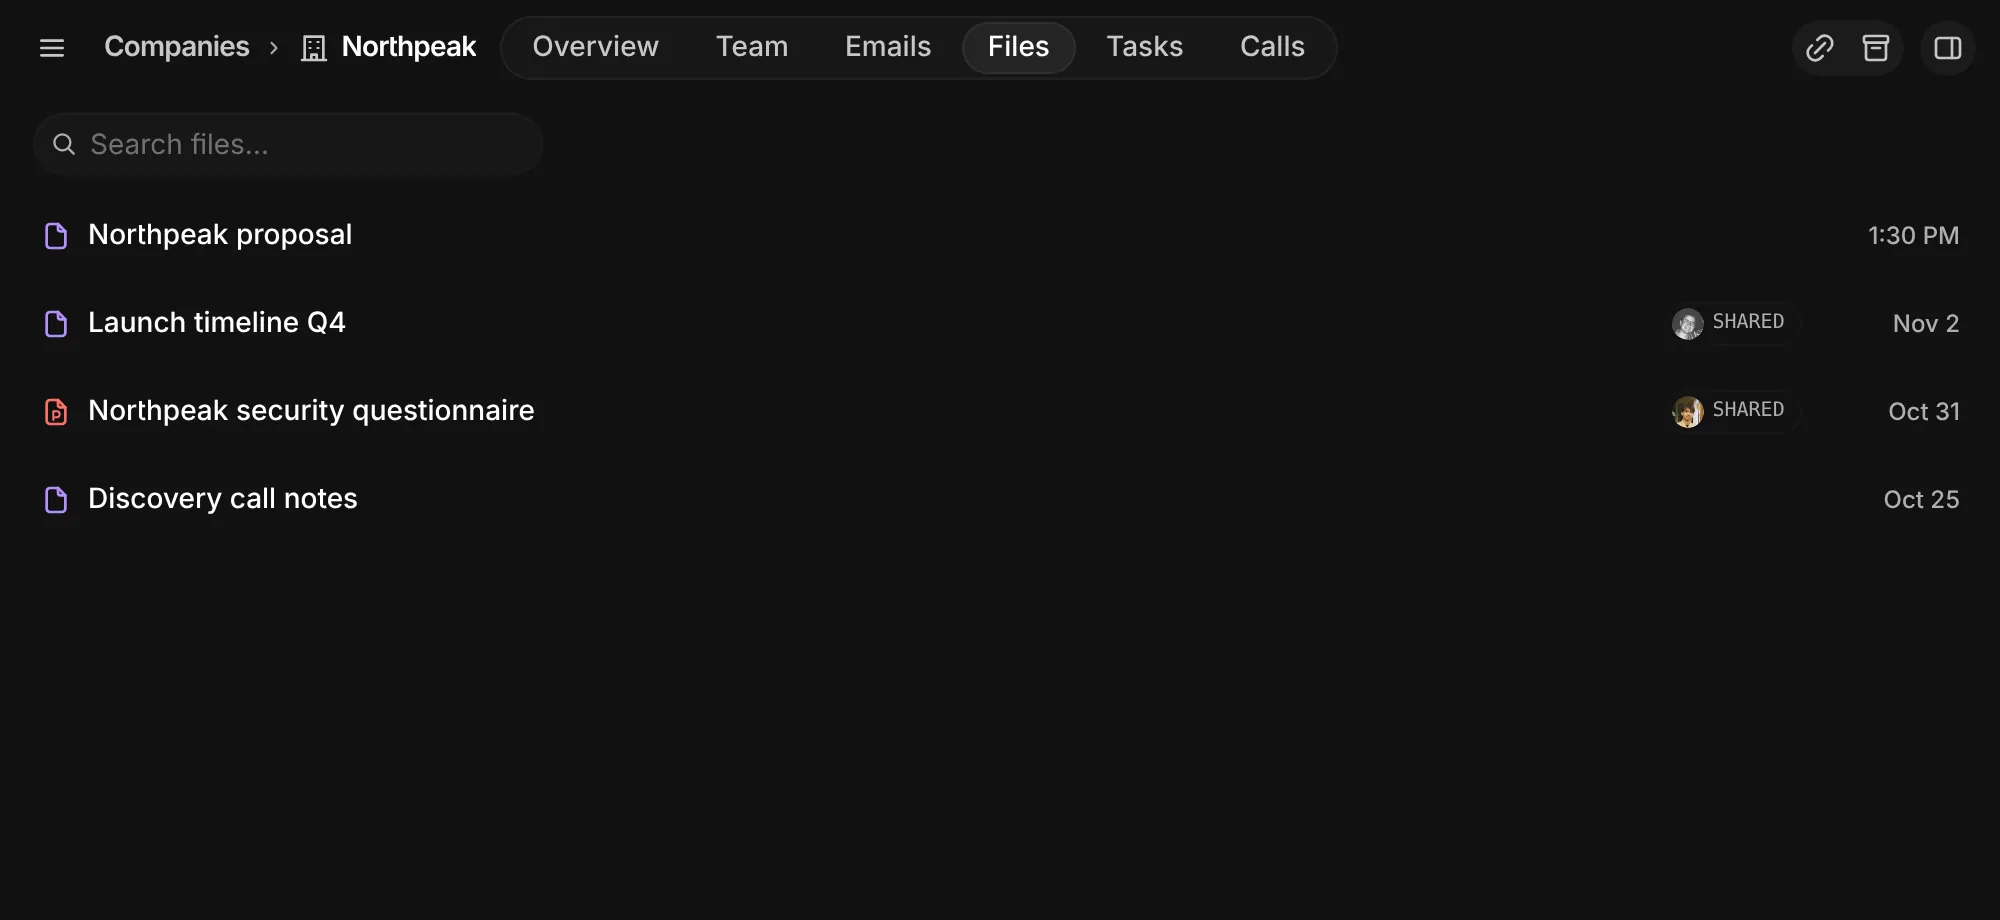 Companies › Northpeak Overview Team Emails Files Tasks Calls
Search files...
Northpeak proposal 1:30 PM
Launch timeline Q4 SHARED Nov 2
Northpeak security questionnaire SHARED Oct 31
Discovery call notes Oct 25